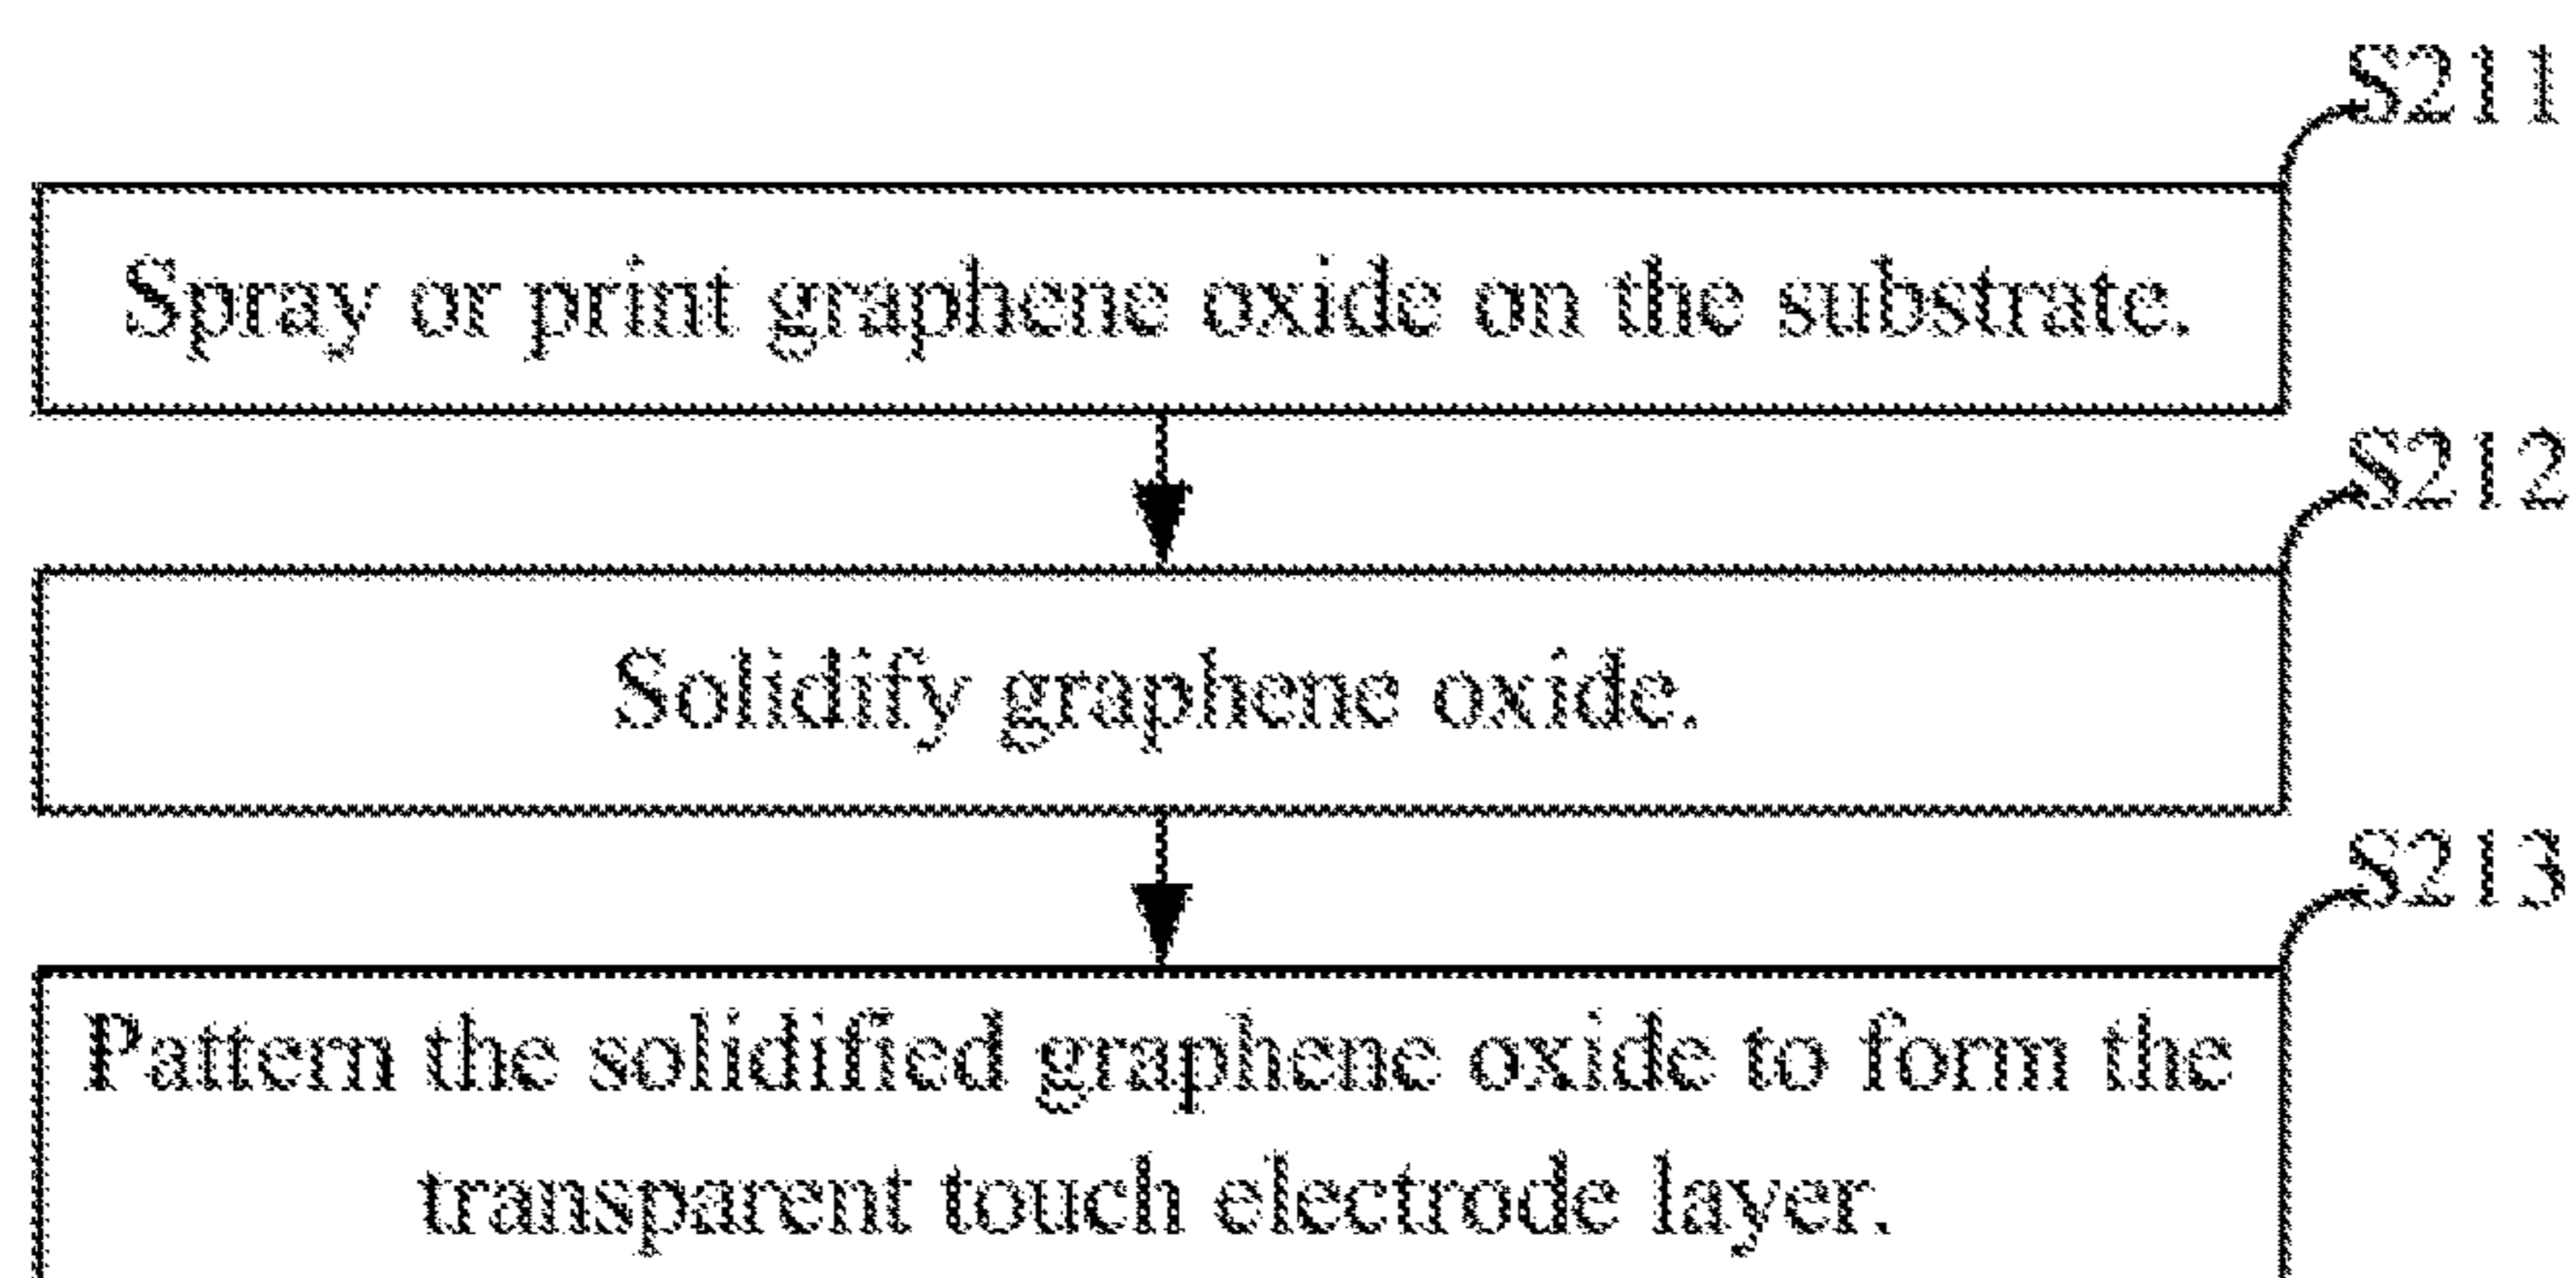 S211
Spray or print graphene oxide on the substrate.
S212
Solidify graphene oxide.
S213
Pattern the solidified graphene oxide to form the
transparent touch electrode layer.